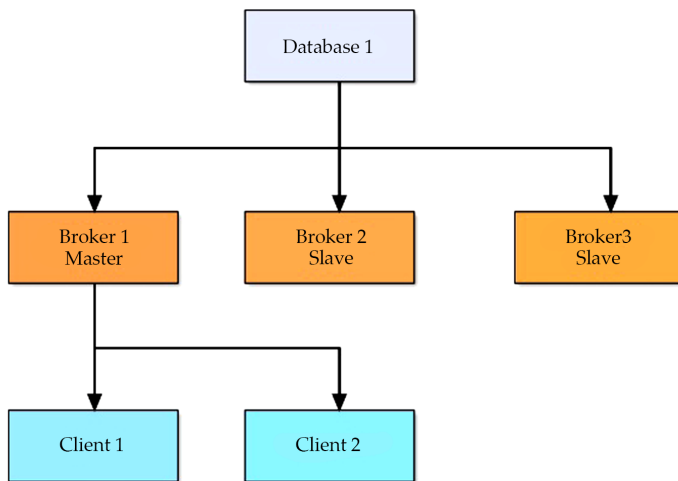 Database 1
Broker 1
Master
Broker 2
Slave
Broker3
Slave
Client 1
Client 2